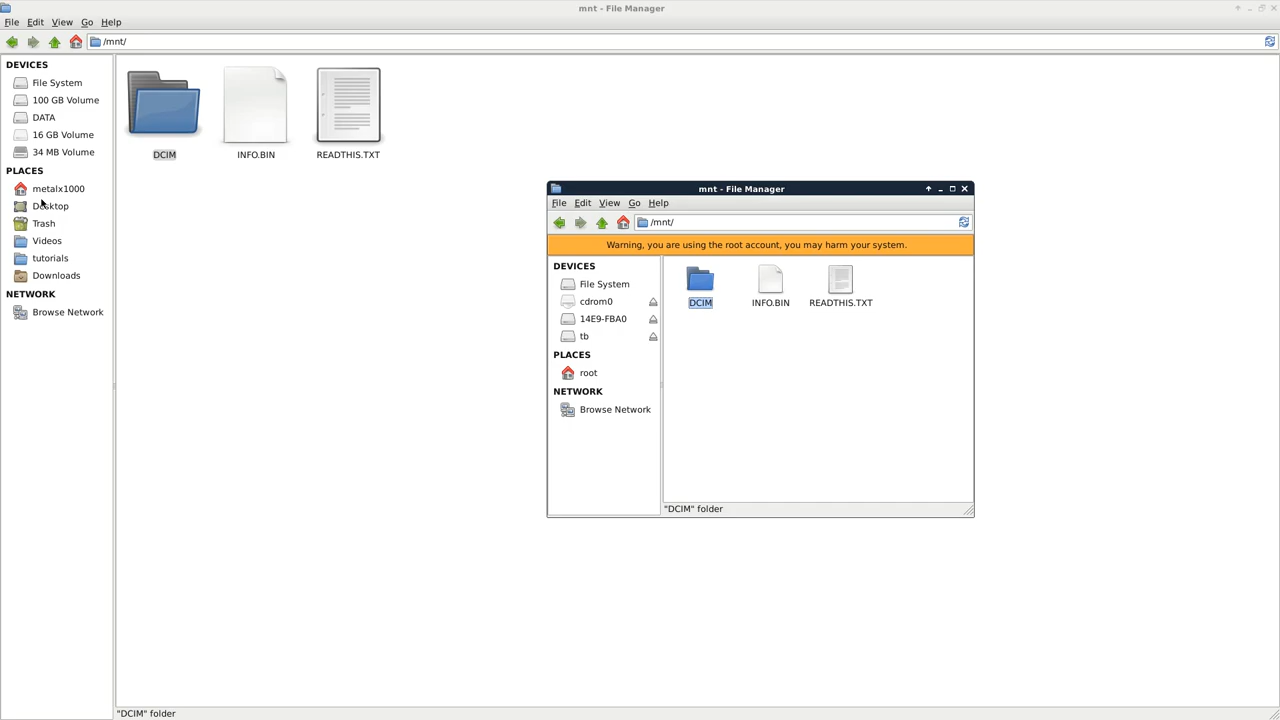 mnt - File Manager
File Edit View Go Help
/mnt/
DEVICES
File System
100 GB Volume
DATA
16 GB Volume
34 MB Volume
PLACES
metalx1000
Desktop
Trash
Videos
tutorials
Downloads
NETWORK
Browse Network
DCIM INFO.BIN READTHIS.TXT
"DCIM" folder
mnt - File Manager
File Edit View Go Help
/mnt/
Warning, you are using the root account, you may harm your system.
DEVICES
File System
cdrom0
14E9-FBA0
tb
PLACES
root
NETWORK
Browse Network
DCIM INFO.BIN READTHIS.TXT
"DCIM" folder